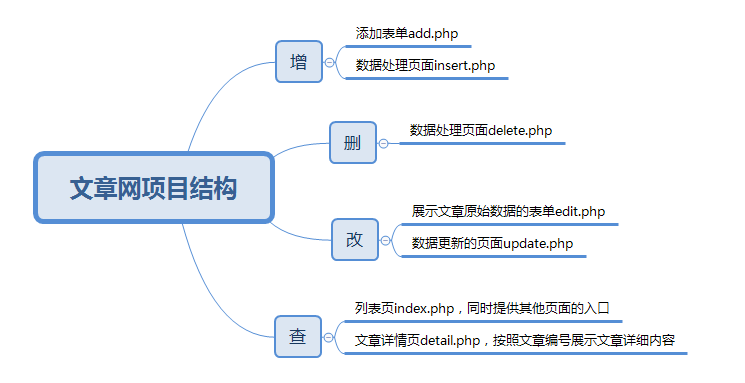 文章网项目结构
增
添加表单add.php
数据处理页面insert.php
删
数据处理页面delete.php
改
展示文章原始数据的表单edit.php
数据更新的页面update.php
查
列表页index.php，同时提供其他页面的入口
文章详情页detail.php，按照文章编号展示文章详细内容